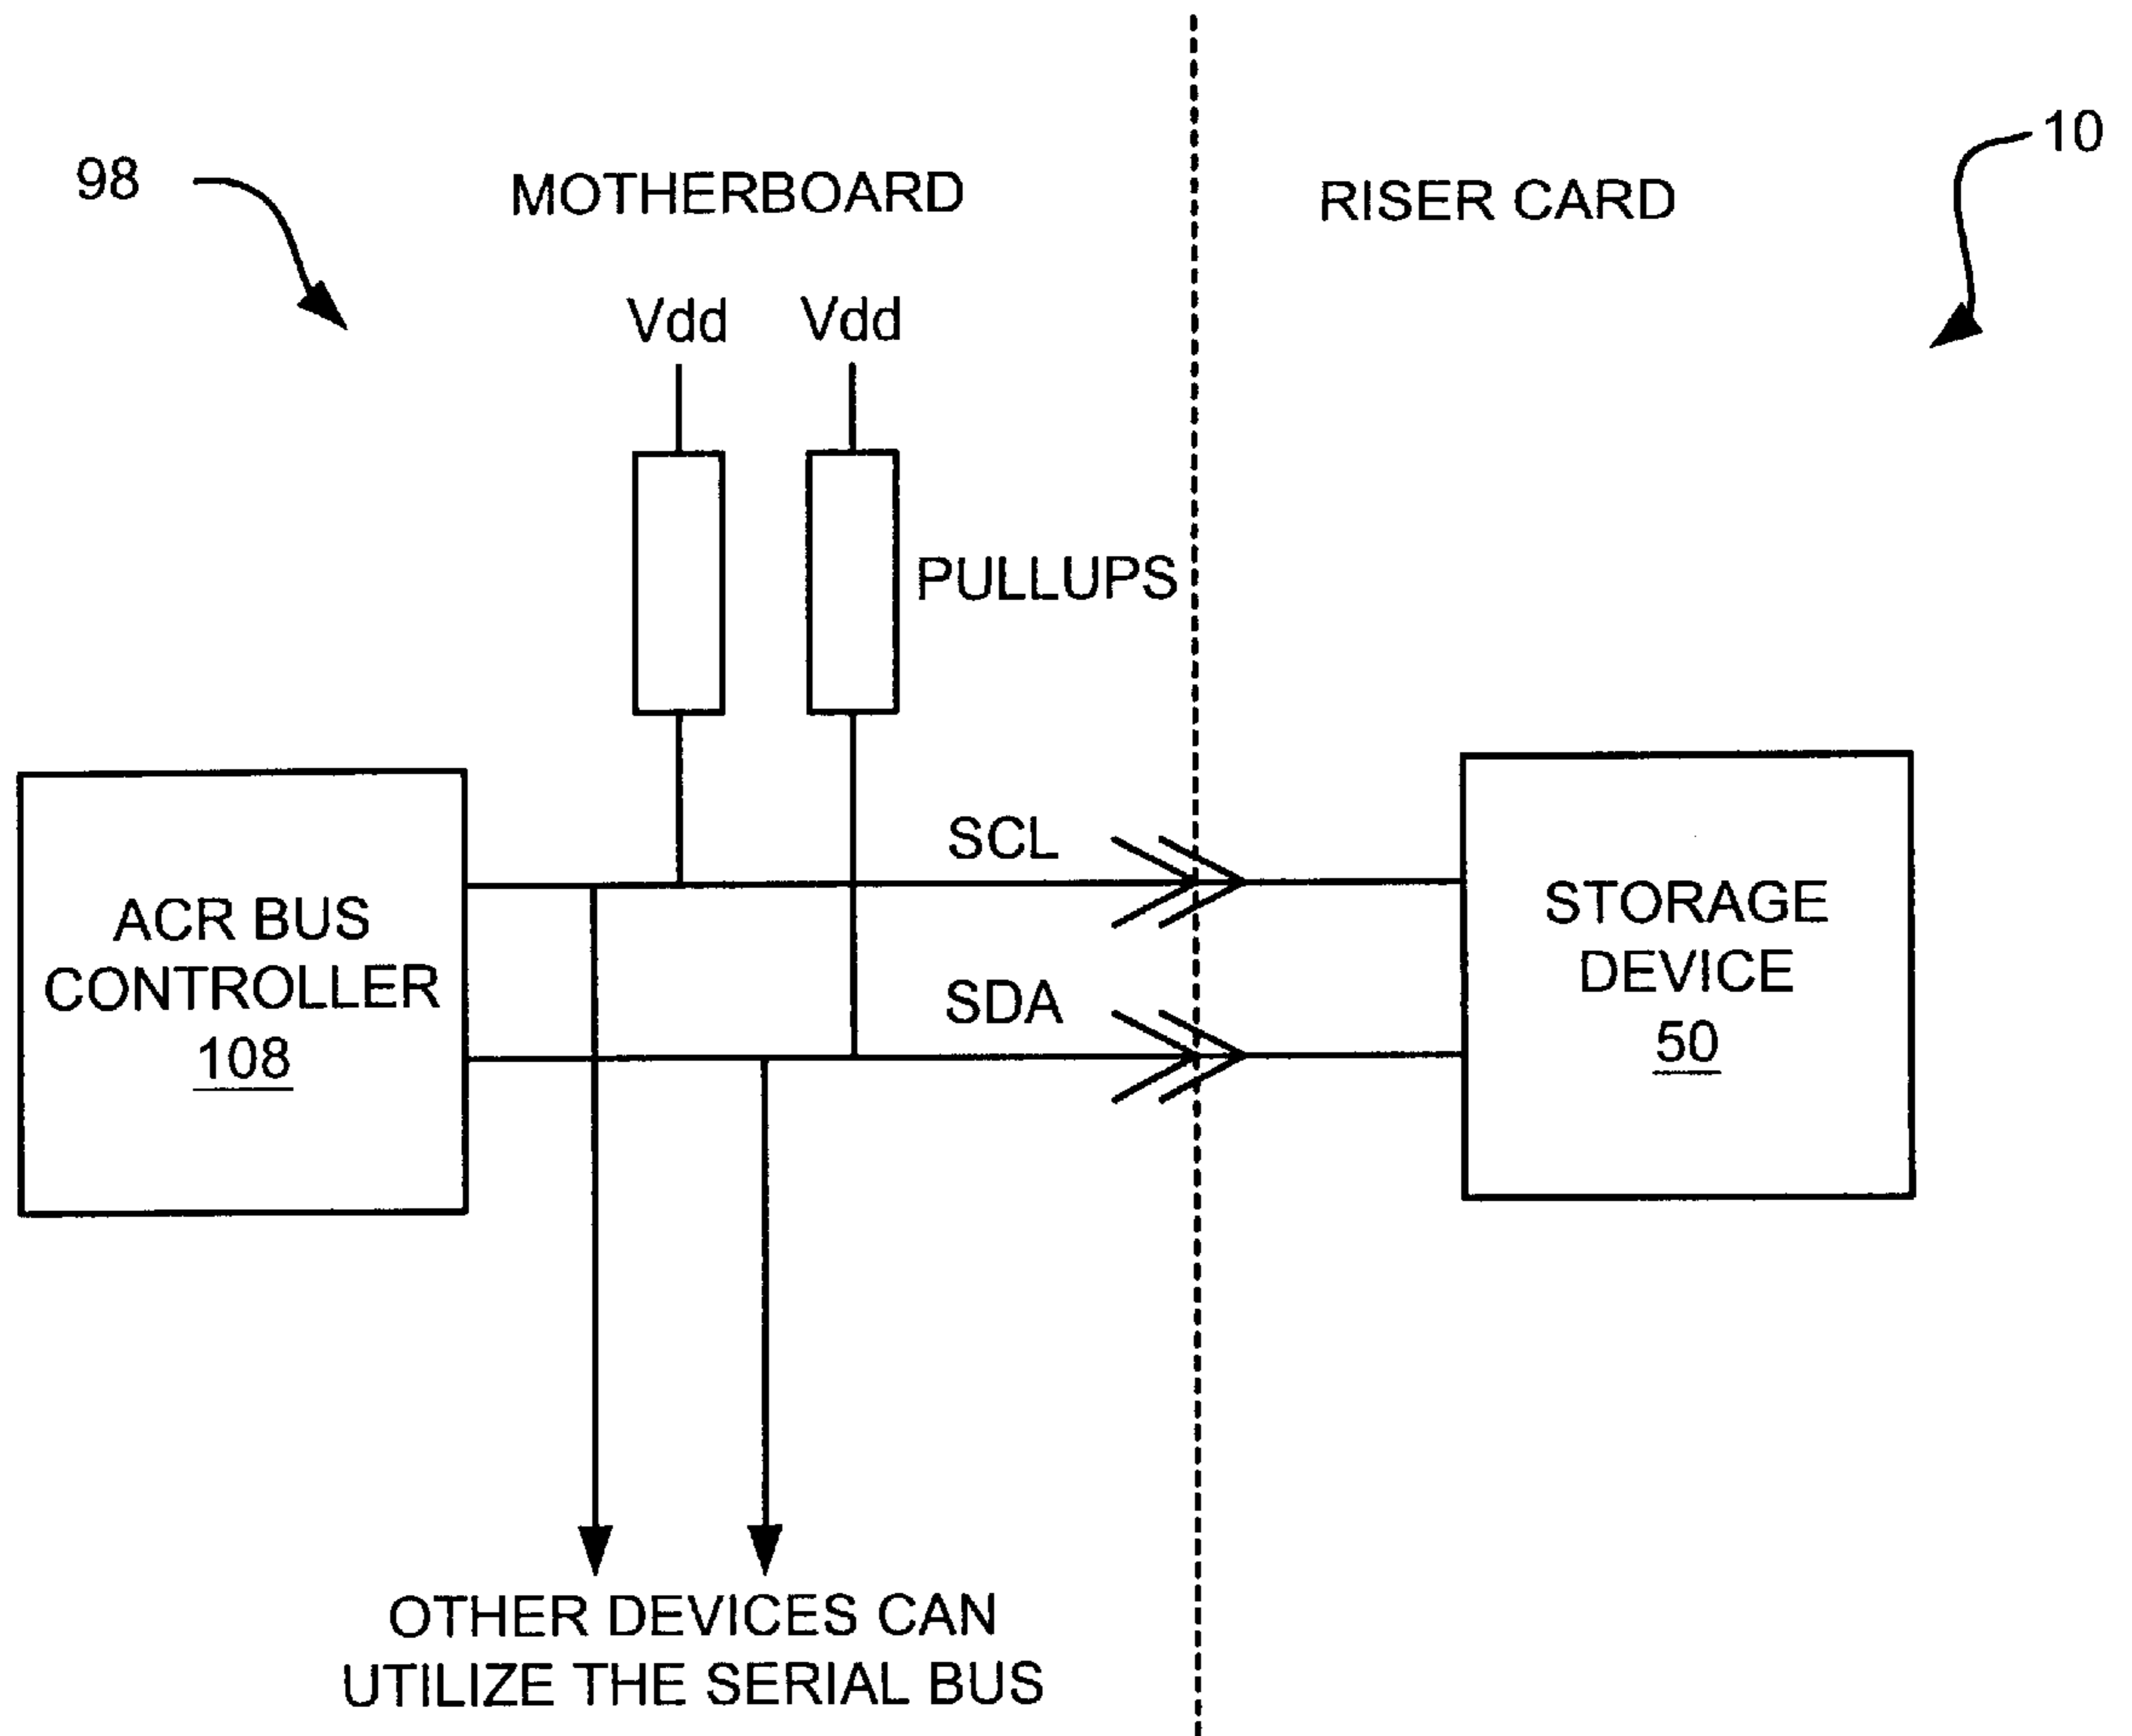 98
MOTHERBOARD
RISER CARD
10
Vdd
Vdd
PULLUPS
SCL
SDA
ACR BUS
CONTROLLER
108
STORAGE
DEVICE
50
OTHER DEVICES CAN
UTILIZE THE SERIAL BUS